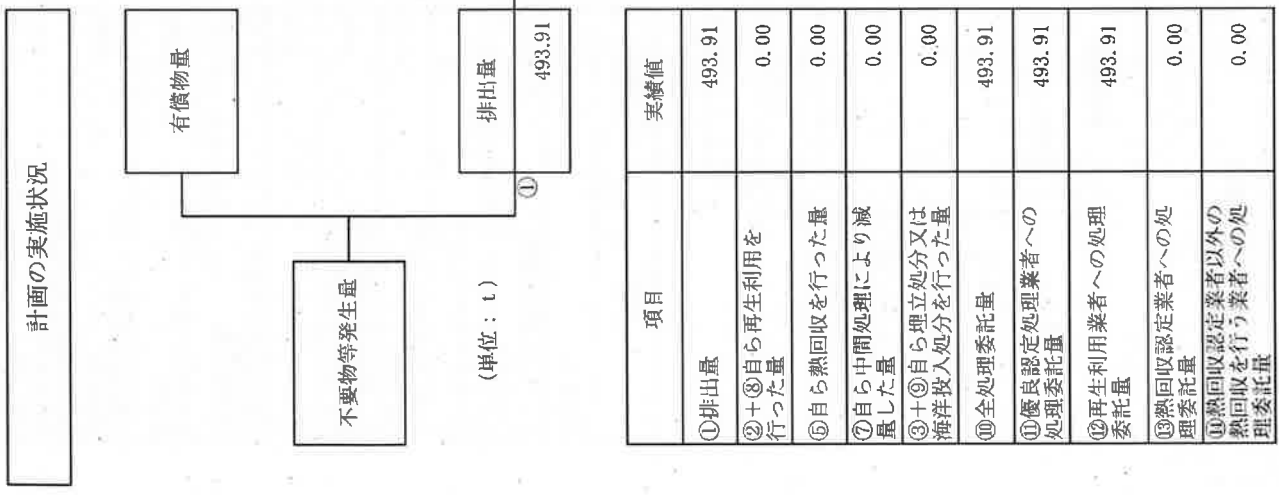 計画の実施状況
有償物量
不要物等発生量
排出量
①
493.91
(単位：t)
項目
実績値
①排出量
493.91
②+⑧自ら再生利用を
行った量
0.00
⑤自ら熱回収を行った量
0.00
⑦自ら中間処理により減
量した量
0.00
③+⑨自ら埋立処分又は
海洋投入処分を行った量
0.00
⑩全処理委託量
493.91
⑪優良認定処理業者への
処理委託量
493.91
⑫再生利用業者への処理
委託量
493.91
⑬熱回収認定業者への処
理委託量
0.00
⑭熱回収認定業者以外の
熱回収を行う業者への処
理委託量
0.00